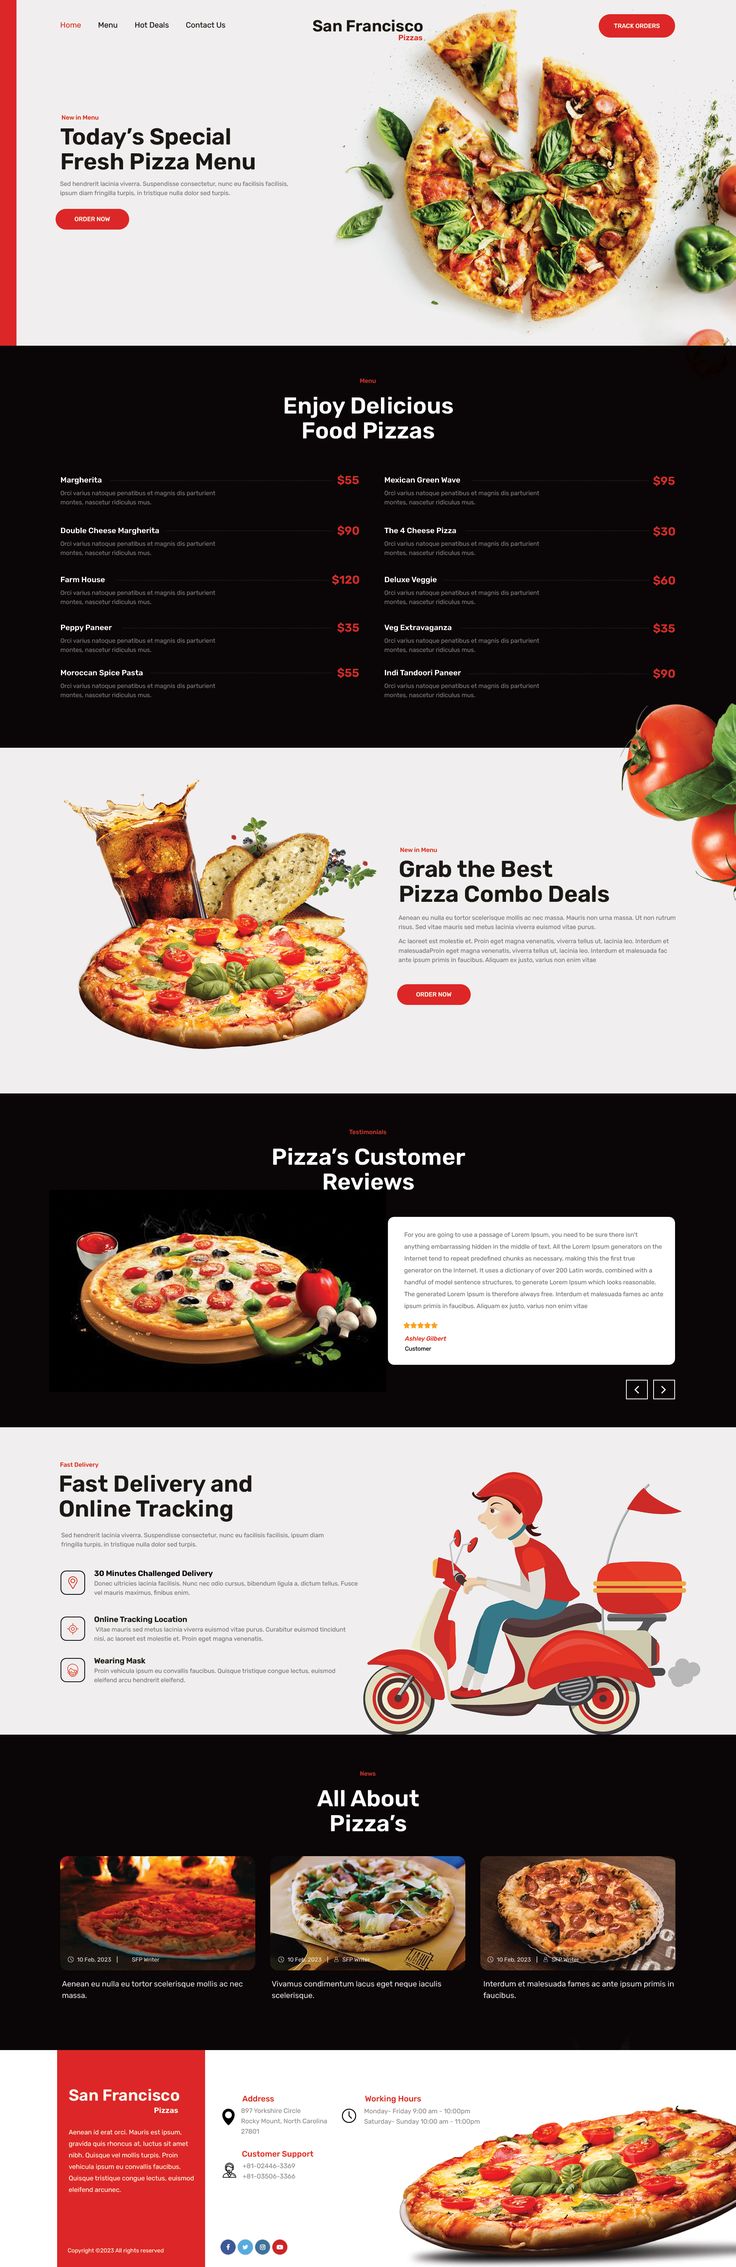 Home Menu Hot Deals Contact Us
San Francisco
Pizzas
TRACK ORDERS
New in Menu
Today's Special
Fresh Pizza Menu
Sed hendrerit lacinia viverra. Suspendisse consectetur, nunc eu facilisis facilisis,
ipsum diam fringilla turpis, in tristique nulla dolor sed turpis.
ORDER NOW
Menu
Enjoy Delicious
Food Pizzas
Margherita $55
Orci varius natoque penatibus et magnis dis parturient
montes, nascetur ridiculus mus.
Double Cheese Margherita $90
Orci varius natoque penatibus et magnis dis parturient
montes, nascetur ridiculus mus.
Farm House $120
Orci varius natoque penatibus et magnis dis parturient
montes, nascetur ridiculus mus.
Peppy Paneer $35
Orci varius natoque penatibus et magnis dis parturient
montes, nascetur ridiculus mus.
Moroccan Spice Pasta $55
Orci varius natoque penatibus et magnis dis parturient
montes, nascetur ridiculus mus.
Mexican Green Wave $95
Orci varius natoque penatibus et magnis dis parturient
montes, nascetur ridiculus mus.
The 4 Cheese Pizza $30
Orci varius natoque penatibus et magnis dis parturient
montes, nascetur ridiculus mus.
Deluxe Veggie $60
Orci varius natoque penatibus et magnis dis parturient
montes, nascetur ridiculus mus.
Veg Extravaganza $35
Orci varius natoque penatibus et magnis dis parturient
montes, nascetur ridiculus mus.
Indi Tandoori Paneer $90
Orci varius natoque penatibus et magnis dis parturient
montes, nascetur ridiculus mus.
New in Menu
Grab the Best
Pizza Combo Deals
Aenean eu nulla eu tortor scelerisque mollis ac nec massa. Mauris non urna massa. Ut non rutrum
risus. Sed vitae mauris sed metus lacinia viverra euismod vitae purus.
Ac laoreet est molestie et. Proin eget magna venenatis, viverra tellus ut, lacinia leo. Interdum et
malesuadaProin eget magna venenatis, viverra tellus ut, lacinia leo. Interdum et malesuada fac
ante ipsum primis in faucibus. Aliquam ex justo, varius non enim vitae
ORDER NOW
Testimonials
Pizza's Customer
Reviews
For you are going to use a passage of Lorem Ipsum, you need to be sure there isn't
anything embarrassing hidden in the middle of text. All the Lorem Ipsum generators on the
Internet tend to repeat predefined chunks as necessary, making this the first true
generator on the Internet. It uses a dictionary of over 200 Latin words, combined with a
handful of model sentence structures, to generate Lorem Ipsum which looks reasonable.
The generated Lorem Ipsum is therefore always free. Interdum et malesuada fames ac ante
ipsum primis in faucibus. Aliquam ex justo, varius non enim vitae
Ashley Gilbert
Customer
Fast Delivery
Fast Delivery and
Online Tracking
Sed hendrerit lacinia viverra. Suspendisse consectetur, nunc eu facilisis facilisis, ipsum diam
fringilla turpis, in tristique nulla dolor sed turpis.
30 Minutes Challenged Delivery
Donec ultricies lacinia facilisis. Nunc nec odio cursus, bibendum ligula a, dictum tellus. Fusce
vel mauris maximus, finibus enim.
Online Tracking Location
Vitae mauris sed metus lacinia viverra euismod vitae purus. Curabitur euismod tincidunt
nisi, ac laoreet est molestie et. Proin eget magna venenatis.
Wearing Mask
Proin vehicula ipsum eu convallis faucibus. Quisque tristique congue lectus, euismod
eleifend arcu hendrerit eleifend.
News
All About
Pizza's
10 Feb, 2023 | SFP Writer
Aenean eu nulla eu tortor scelerisque mollis ac nec
massa.
10 Feb, 2023 | SFP Writer
Vivamus condimentum lacus eget neque iaculis
scelerisque.
10 Feb, 2023 | SFP Writer
Interdum et malesuada fames ac ante ipsum primis in
faucibus.
San Francisco
Pizzas
Aenean id erat orci. Mauris est ipsum,
gravida quis rhoncus at, luctus sit amet
nibh. Quisque vel mollis turpis. Proin
vehicula ipsum eu convallis faucibus.
Quisque tristique congue lectus, euismod
eleifend arcunec.
Copyright ©2023 All rights reserved
Address
897 Yorkshire Circle
Rocky Mount, North Carolina
27801
Customer Support
+81-02446-3369
+81-03506-3366
Working Hours
Monday- Friday 9:00 am - 10:00pm
Saturday- Sunday 10:00 am - 11:00pm